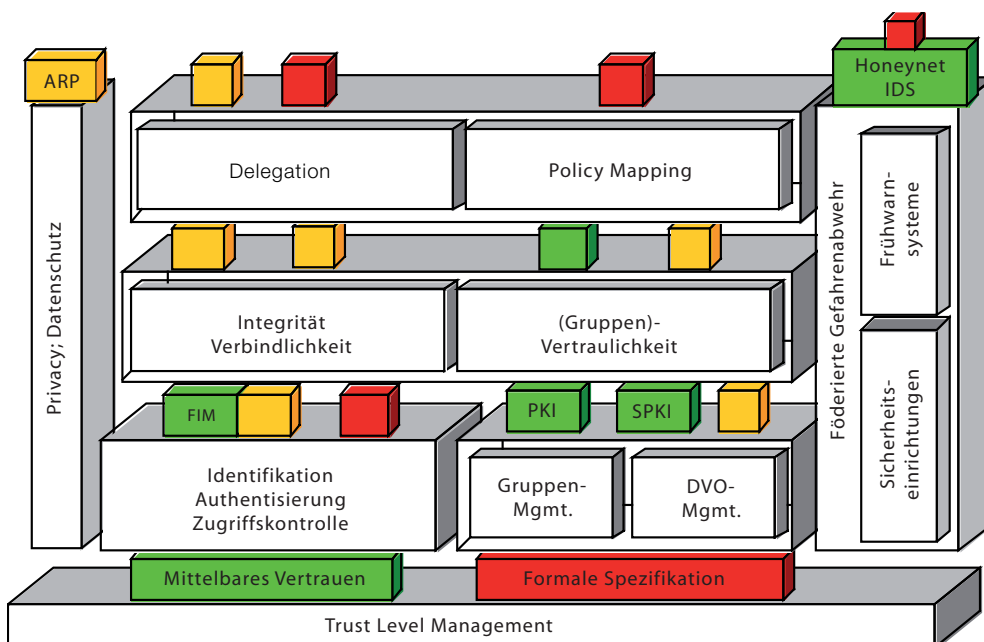 ARP
Honeynet
IDS
Delegation
Policy Mapping
Privacy; Datenschutz
Föderierte Gefahrenabwehr
Frühwarn-
systeme
Integrität
Verbindlichkeit
(Gruppen)-
Vertraulichkeit
Sicherheits-
einrichtungen
FIM
PKI
SPKI
Identifikation
Authentisierung
Zugriffskontrolle
Gruppen-
Mgmt.
DVO-
Mgmt.
Mittelbares Vertrauen
Formale Spezifikation
Trust Level Management